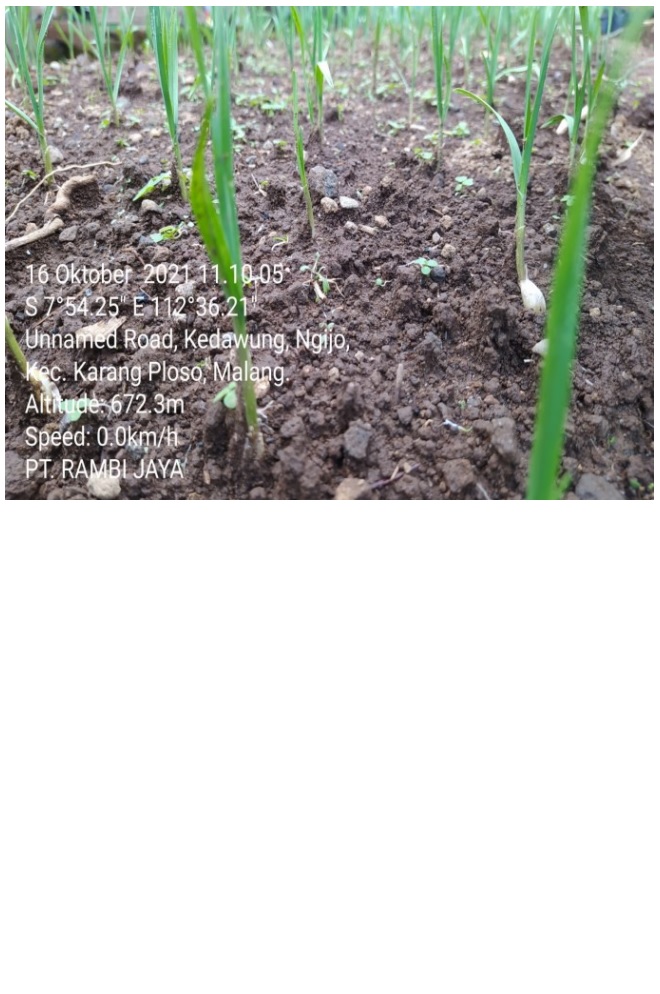 16 Oktober 2021 11.10,05"
S 7°54.25" E 112°36.21"
Unnamed Road, Kedawung, Ngijo,
Kec. Karang Ploso, Malang.
Altitude: 672.3m
Speed: 0.0km/h
PT. RAMBI JAYA